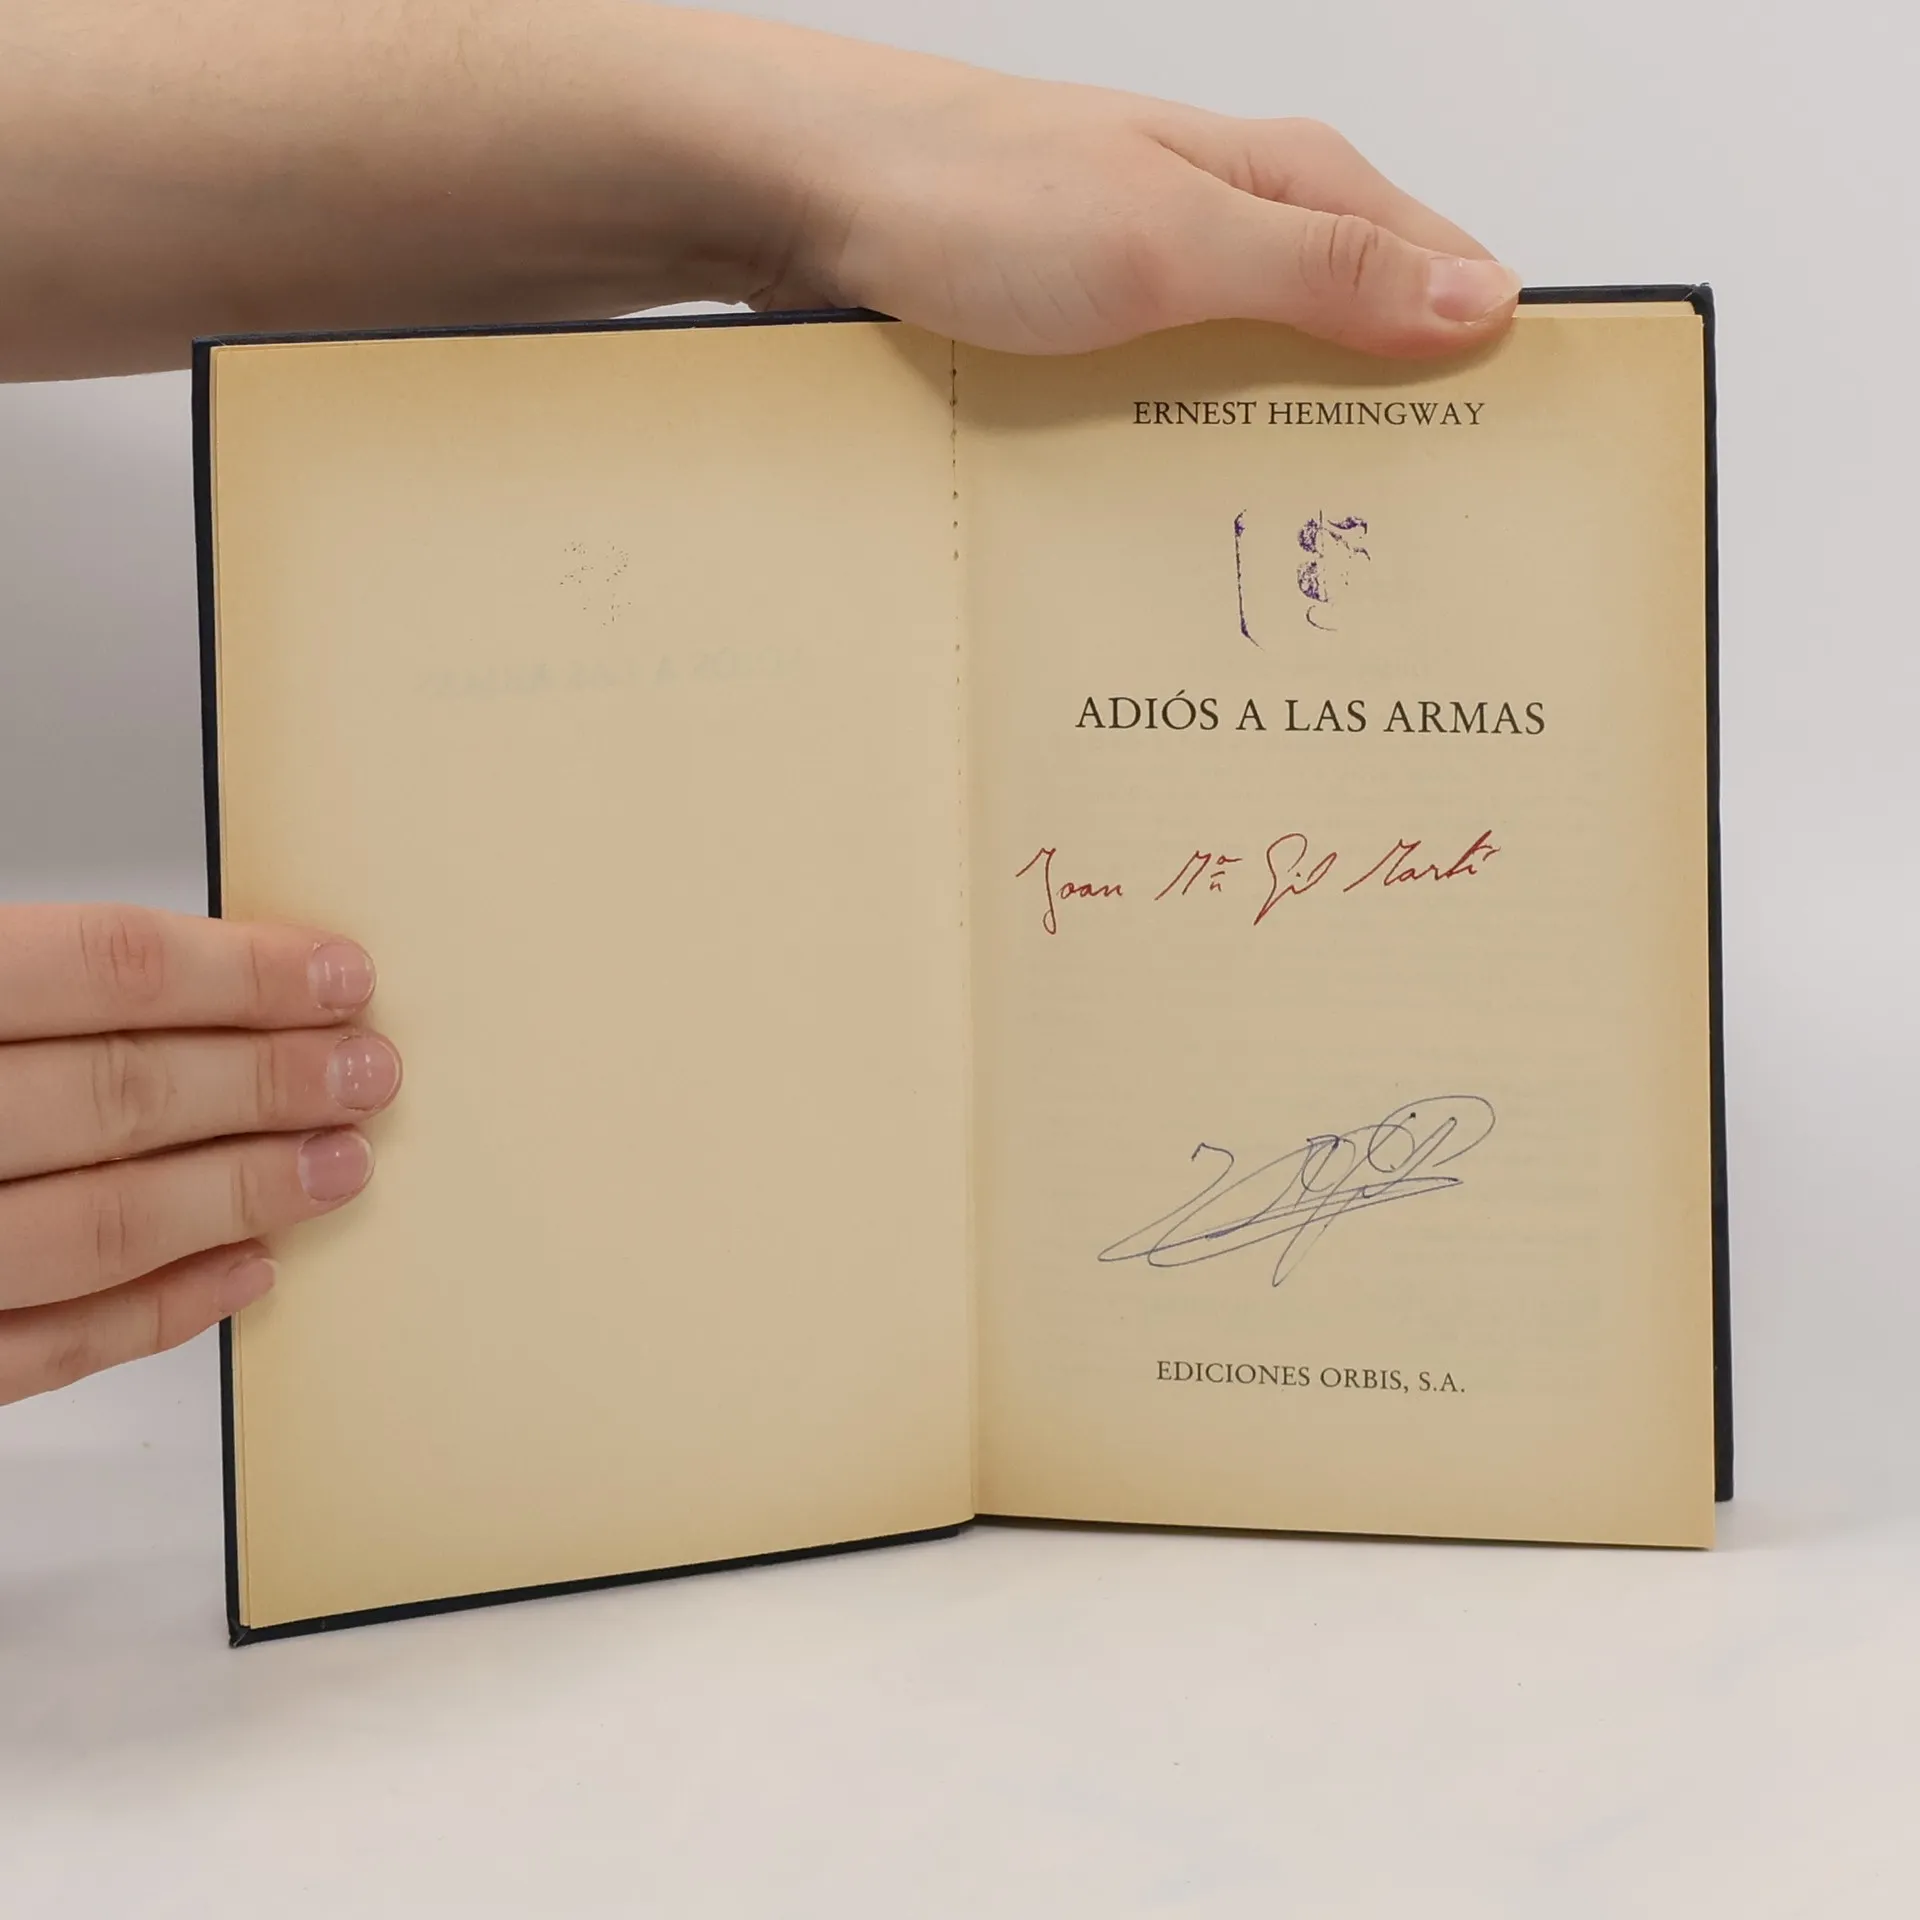 ERNEST HEMINGWAY
ADIÓS A LAS ARMAS
Joan Mª Gil Martí
EDICIONES ORBIS, S.A.